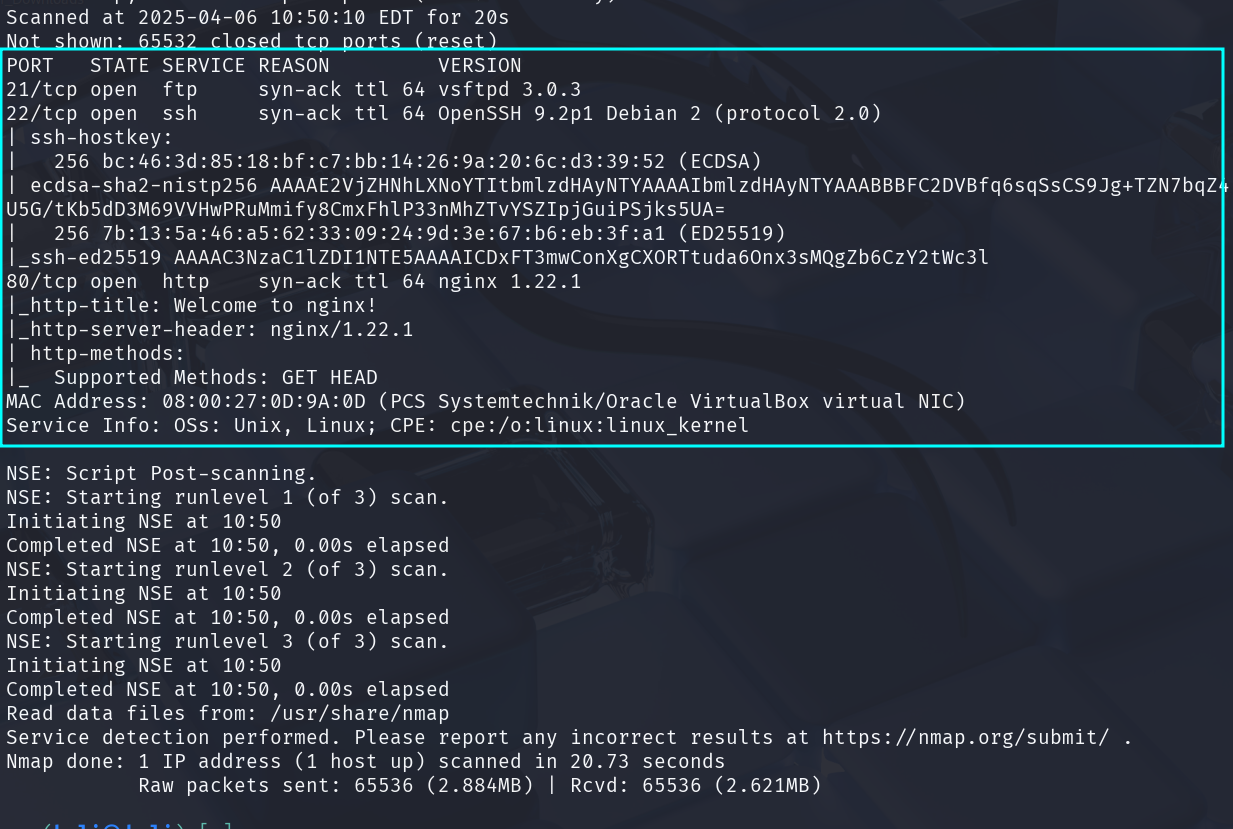 Scanned at 2025-04-06 10:50:10 EDT for 20s
Not shown: 65532 closed tcp ports (reset)
PORT   STATE SERVICE REASON         VERSION
21/tcp open  ftp     syn-ack ttl 64 vsftpd 3.0.3
22/tcp open  ssh     syn-ack ttl 64 OpenSSH 9.2p1 Debian 2 (protocol 2.0)
| ssh-hostkey:
|   256 bc:46:3d:85:18:bf:c7:bb:14:26:9a:20:6c:d3:39:52 (ECDSA)
| ecdsa-sha2-nistp256 AAAAE2VjZHNhLXNoYTItbmlzdHAyNTYAAAAIbmlzdHAyNTYAAABBBFC2DVBfq6sqSsCS9Jg+TZN7bqZ4
U5G/tKb5dD3M69VVHwPRuMmify8CmxFhlP33nMhZTvYSZIpjGuiPSjks5UA=
|   256 7b:13:5a:46:a5:62:33:09:24:9d:3e:67:b6:eb:3f:a1 (ED25519)
|_ssh-ed25519 AAAAC3NzaC1lZDI1NTE5AAAAICDxFT3mwConXgCXORTtuda6Onx3sMQgZb6CzY2tWc3l
80/tcp open  http    syn-ack ttl 64 nginx 1.22.1
|_http-title: Welcome to nginx!
|_http-server-header: nginx/1.22.1
| http-methods:
|_  Supported Methods: GET HEAD
MAC Address: 08:00:27:0D:9A:0D (PCS Systemtechnik/Oracle VirtualBox virtual NIC)
Service Info: OSs: Unix, Linux; CPE: cpe:/o:linux:linux_kernel
NSE: Script Post-scanning.
NSE: Starting runlevel 1 (of 3) scan.
Initiating NSE at 10:50
Completed NSE at 10:50, 0.00s elapsed
NSE: Starting runlevel 2 (of 3) scan.
Initiating NSE at 10:50
Completed NSE at 10:50, 0.00s elapsed
NSE: Starting runlevel 3 (of 3) scan.
Initiating NSE at 10:50
Completed NSE at 10:50, 0.00s elapsed
Read data files from: /usr/share/nmap
Service detection performed. Please report any incorrect results at https://nmap.org/submit/ .
Nmap done: 1 IP address (1 host up) scanned in 20.73 seconds
           Raw packets sent: 65536 (2.884MB) | Rcvd: 65536 (2.621MB)